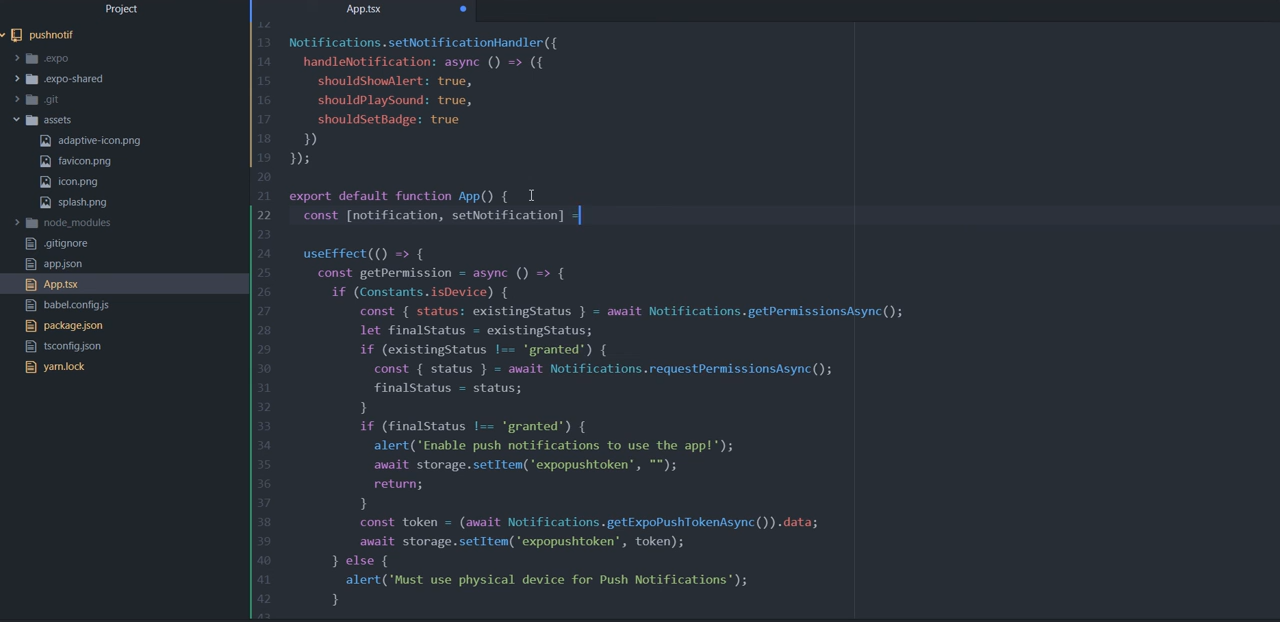 Project
App.tsx
pushnotif
.expo
.expo-shared
.git
assets
adaptive-icon.png
favicon.png
icon.png
splash.png
node_modules
.gitignore
app.json
App.tsx
babel.config.js
package.json
tsconfig.json
yarn.lock
12
13 Notifications.setNotificationHandler({
14 handleNotification: async () => ({
15 shouldShowAlert: true,
16 shouldPlaySound: true,
17 shouldSetBadge: true
18 })
19 });
20
21 export default function App() {
22 const [notification, setNotification] =
23
24 useEffect(() => {
25 const getPermission = async () => {
26 if (Constants.isDevice) {
27 const { status: existingStatus } = await Notifications.getPermissionsAsync();
28 let finalStatus = existingStatus;
29 if (existingStatus !== 'granted') {
30 const { status } = await Notifications.requestPermissionsAsync();
31 finalStatus = status;
32 }
33 if (finalStatus !== 'granted') {
34 alert('Enable push notifications to use the app!');
35 await storage.setItem('expopushtoken', "");
36 return;
37 }
38 const token = (await Notifications.getExpoPushTokenAsync()).data;
39 await storage.setItem('expopushtoken', token);
40 } else {
41 alert('Must use physical device for Push Notifications');
42 }
43